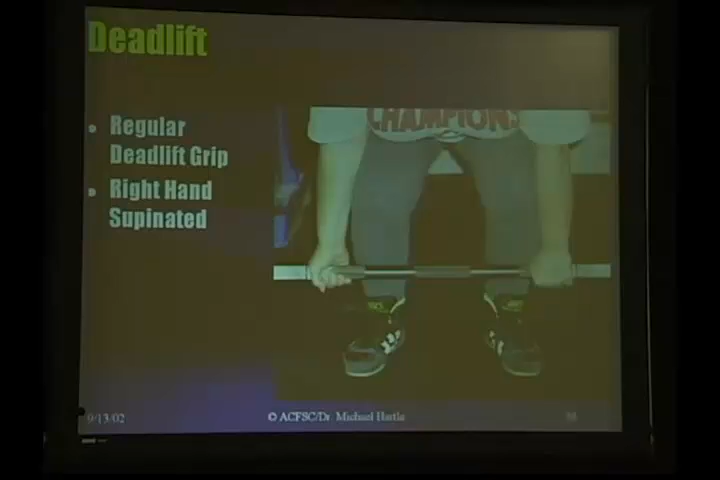 Deadlift
• Regular
Deadlift Grip
• Right Hand
Supinated
CHAMPIONS
9/13/02
© ACFSC/Dr. Michael Hartle